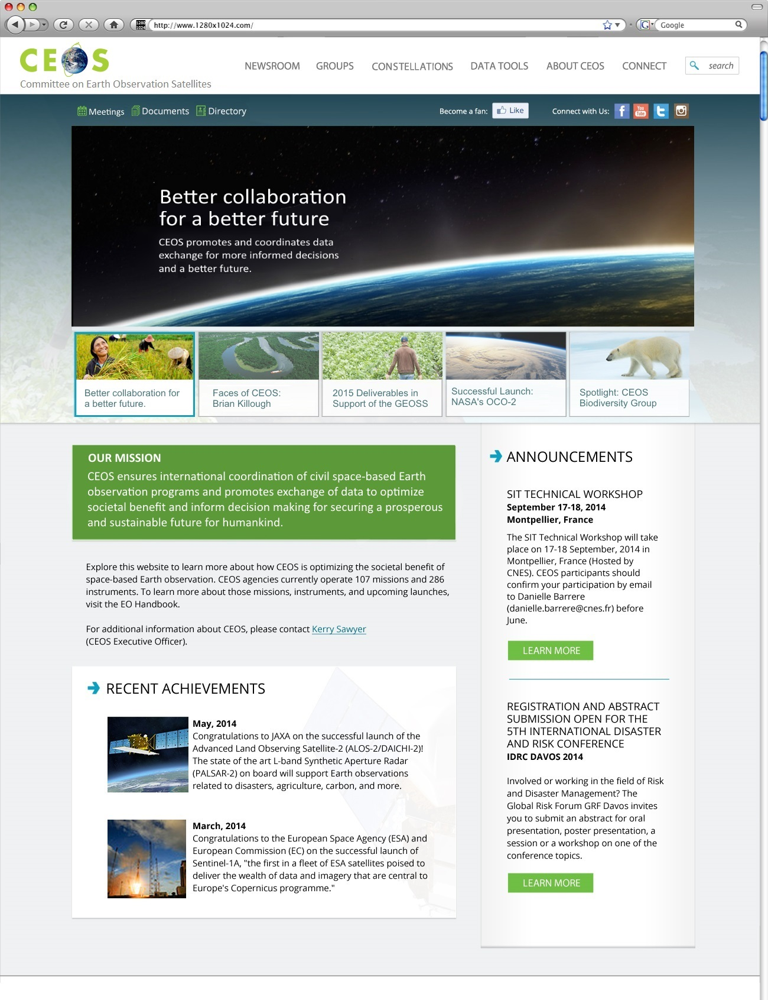 1280
1024
http://www.1280x1024.com/
G
Google
CEOS
Committee on Earth Observation Satellites
NEWSROOM
GROUPS
CONSTELLATIONS
DATA TOOLS
ABOUT CEOS
CONNECT
search
Meetings
Documents
Directory
Become a fan:
Like
Connect with Us:
f
You
Tube
t
Better collaboration
for a better future
CEOS promotes and coordinates data
exchange for more informed decisions
and a better future.
Better collaboration for
a better future.
Faces of CEOS:
Brian Killough
2015 Deliverables in
Support of the GEOSS
Successful Launch:
NASA's OCO-2
Spotlight: CEOS
Biodiversity Group
OUR MISSION
CEOS ensures international coordination of civil space-based Earth
observation programs and promotes exchange of data to optimize
societal benefit and inform decision making for securing a prosperous
and sustainable future for humankind.
Explore this website to learn more about how CEOS is optimizing the societal benefit of
space-based Earth observation. CEOS agencies currently operate 107 missions and 286
instruments. To learn more about those missions, instruments, and upcoming launches,
visit the EO Handbook.
For additional information about CEOS, please contact Kerry Sawyer
(CEOS Executive Officer).
RECENT ACHIEVEMENTS
May, 2014
Congratulations to JAXA on the successful launch of the
Advanced Land Observing Satellite-2 (ALOS-2/DAICHI-2)!
The state of the art L-band Synthetic Aperture Radar
(PALSAR-2) on board will support Earth observations
related to disasters, agriculture, carbon, and more.
March, 2014
Congratulations to the European Space Agency (ESA) and
European Commission (EC) on the successful launch of
Sentinel-1A, "the first in a fleet of ESA satellites poised to
deliver the wealth of data and imagery that are central to
Europe's Copernicus programme."
ANNOUNCEMENTS
SIT TECHNICAL WORKSHOP
September 17-18, 2014
Montpellier, France
The SIT Technical Workshop will take
place on 17-18 September, 2014 in
Montpellier, France (Hosted by
CNES). CEOS participants should
confirm your participation by email
to Danielle Barrere
(danielle.barrere@cnes.fr) before
June.
LEARN MORE
REGISTRATION AND ABSTRACT
SUBMISSION OPEN FOR THE
5TH INTERNATIONAL DISASTER
AND RISK CONFERENCE
IDRC DAVOS 2014
Involved or working in the field of Risk
and Disaster Management? The
Global Risk Forum GRF Davos invites
you to submit an abstract for oral
presentation, poster presentation, a
session or a workshop on one of the
conference topics.
LEARN MORE